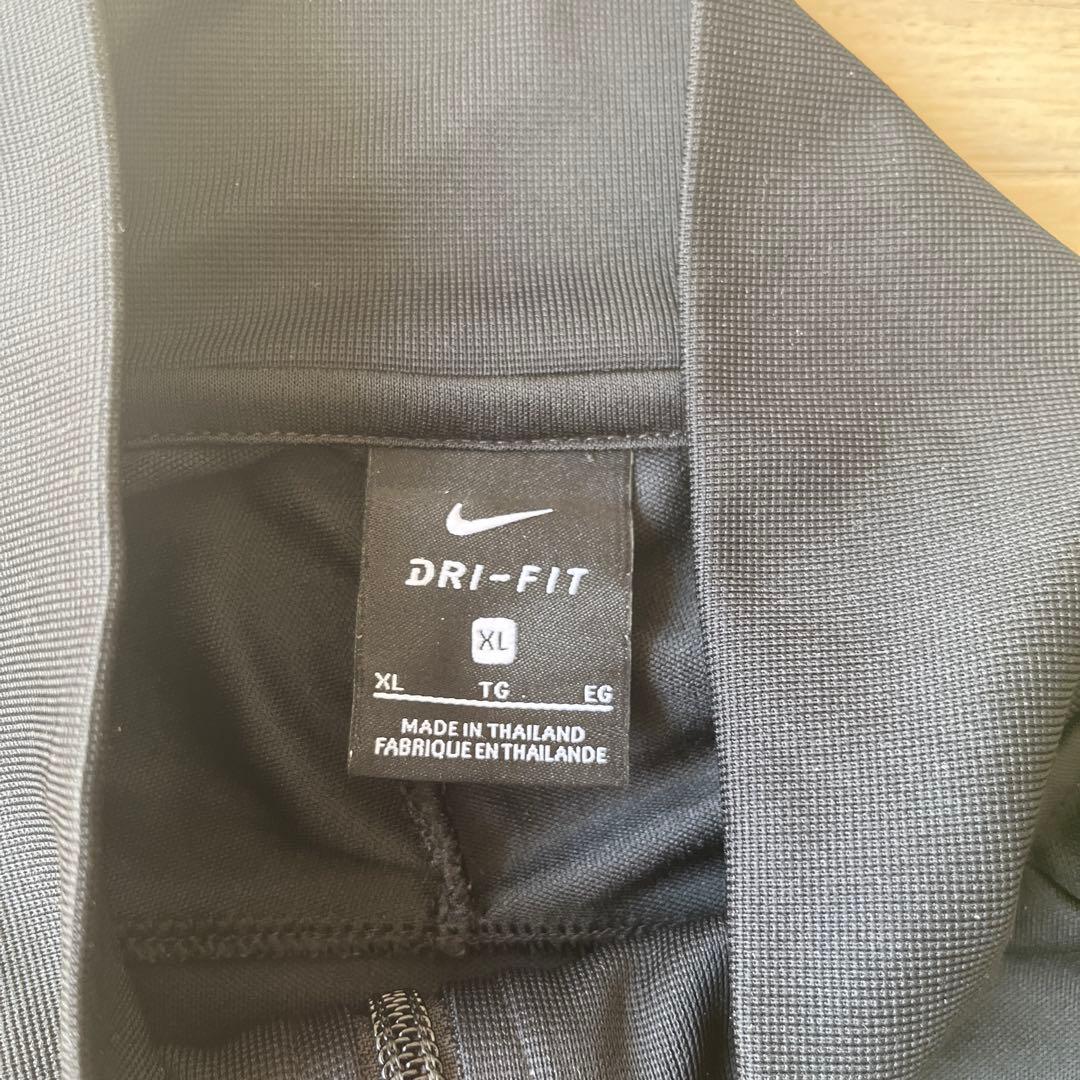 DRI-FIT
XL
XL TG EG
MADE IN THAILAND
FABRIQUE EN THAILANDE